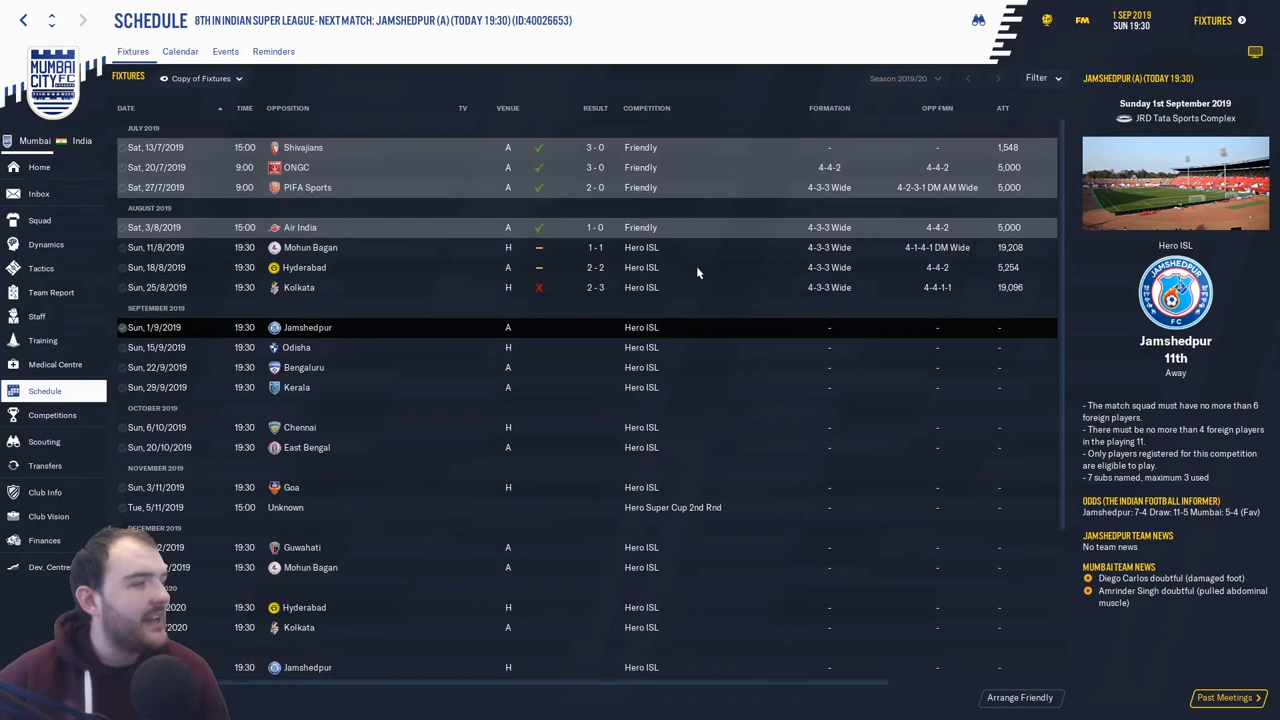 SCHEDULE 8TH IN INDIAN SUPER LEAGUE - NEXT MATCH: JAMSHEDPUR (A) (TODAY 19:30) (ID:40026653)
FM
1 SEP 2019
SUN 19:30
FIXTURES
Fixtures Calendar Events Reminders
MUMBAI CITY FC
FIXTURES Copy of Fixtures Season 2019/20 Filter
DATE TIME OPPOSITION TV VENUE RESULT COMPETITION FORMATION OPP FMN ATT
JULY 2019
Sat, 13/7/2019 15:00 Shivajians A 3 - 0 Friendly - - 1,548
Sat, 20/7/2019 9:00 ONGC A 3 - 0 Friendly 4-4-2 4-4-2 5,000
Sat, 27/7/2019 9:00 PIFA Sports A 2 - 0 Friendly 4-3-3 Wide 4-2-3-1 DM AM Wide 5,000
AUGUST 2019
Sat, 3/8/2019 15:00 Air India A 1 - 0 Friendly 4-3-3 Wide 4-4-2 5,000
Sun, 11/8/2019 19:30 Mohun Bagan H 1 - 1 Hero ISL 4-3-3 Wide 4-1-4-1 DM Wide 19,208
Sun, 18/8/2019 19:30 Hyderabad A 2 - 2 Hero ISL 4-3-3 Wide 4-4-2 5,254
Sun, 25/8/2019 19:30 Kolkata H X 2 - 3 Hero ISL 4-3-3 Wide 4-4-1-1 19,096
SEPTEMBER 2019
Sun, 1/9/2019 19:30 Jamshedpur A Hero ISL - - -
Sun, 15/9/2019 19:30 Odisha H Hero ISL - - -
Sun, 22/9/2019 19:30 Bengaluru A Hero ISL - - -
Sun, 29/9/2019 19:30 Kerala A Hero ISL - - -
OCTOBER 2019
Sun, 6/10/2019 19:30 Chennai H Hero ISL - - -
Sun, 20/10/2019 19:30 East Bengal A Hero ISL - - -
NOVEMBER 2019
Sun, 3/11/2019 19:30 Goa H Hero ISL - - -
Tue, 5/11/2019 15:00 Unknown Hero Super Cup 2nd Rnd - - -
DECEMBER 2019
2/2019 19:30 Guwahati A Hero ISL - - -
2019 19:30 Mohun Bagan A Hero ISL - - -
2020
2020 19:30 Hyderabad H Hero ISL - - -
2020 19:30 Kolkata A Hero ISL - - -
19:30 Jamshedpur H Hero ISL - - -
Arrange Friendly
Mumbai India
Home
Inbox
Squad
Dynamics
Tactics
Team Report
Staff
Training
Medical Centre
Schedule
Competitions
Scouting
Transfers
Club Info
Club Vision
Finances
Dev. Centre
JAMSHEDPUR (A) (TODAY 19:30)
Sunday 1st September 2019
JRD Tata Sports Complex
Hero ISL
JAMSHEDPUR
FC
Jamshedpur
11th
Away
- The match squad must have no more than 6
foreign players.
- There must be no more than 4 foreign players
in the playing 11.
- Only players registered for this competition
are eligible to play.
- 7 subs named, maximum 3 used
ODDS (THE INDIAN FOOTBALL INFORMER)
Jamshedpur: 7-4 Draw: 11-5 Mumbai: 5-4 (Fav)
JAMSHEDPUR TEAM NEWS
No team news
MUMBAI TEAM NEWS
Diego Carlos doubtful (damaged foot)
Amrinder Singh doubtful (pulled abdominal
muscle)
Past Meetings